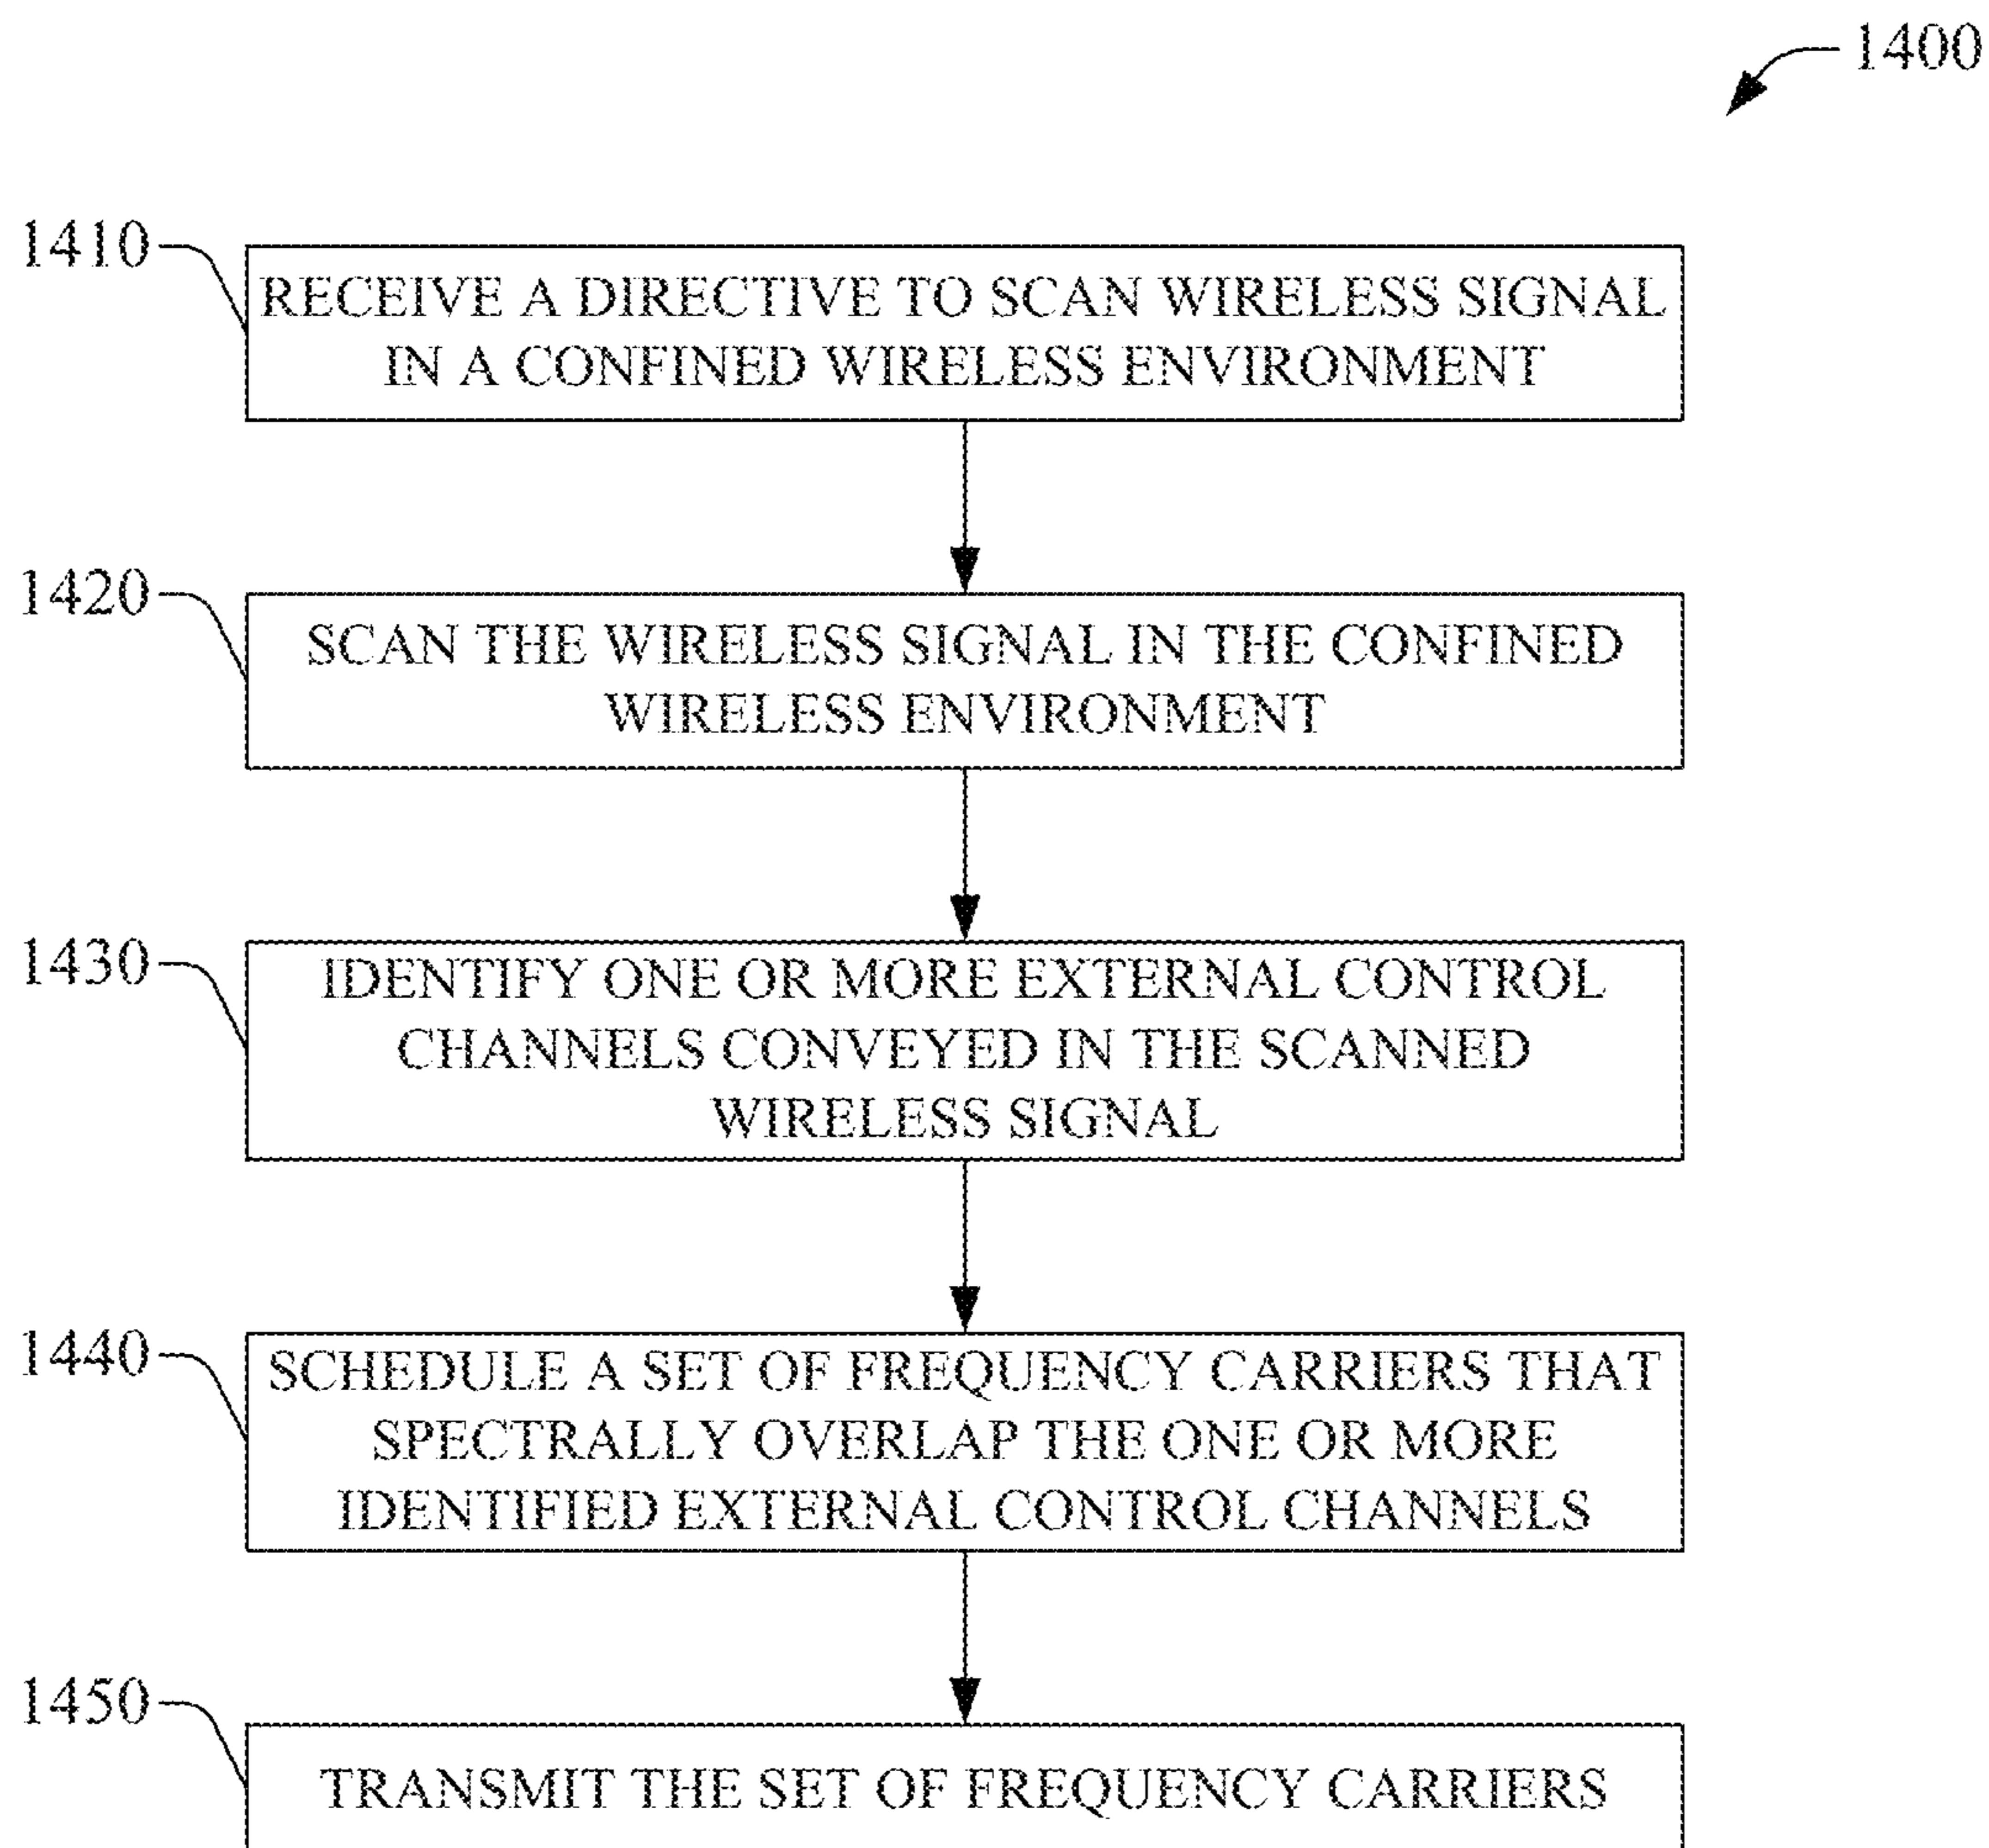 1400
1410
RECEIVE A DIRECTIVE TO SCAN WIRELESS SIGNAL
IN A CONFINED WIRELESS ENVIRONMENT
1420
SCAN THE WIRELESS SIGNAL IN THE CONFINED
WIRELESS ENVIRONMENT
1430
IDENTIFY ONE OR MORE EXTERNAL CONTROL
CHANNELS CONVEYED IN THE SCANNED
WIRELESS SIGNAL
1440
SCHEDULE A SET OF FREQUENCY CARRIERS THAT
SPECTRALLY OVERLAP THE ONE OR MORE
IDENTIFIED EXTERNAL CONTROL CHANNELS
1450
TRANSMIT THE SET OF FREQUENCY CARRIERS